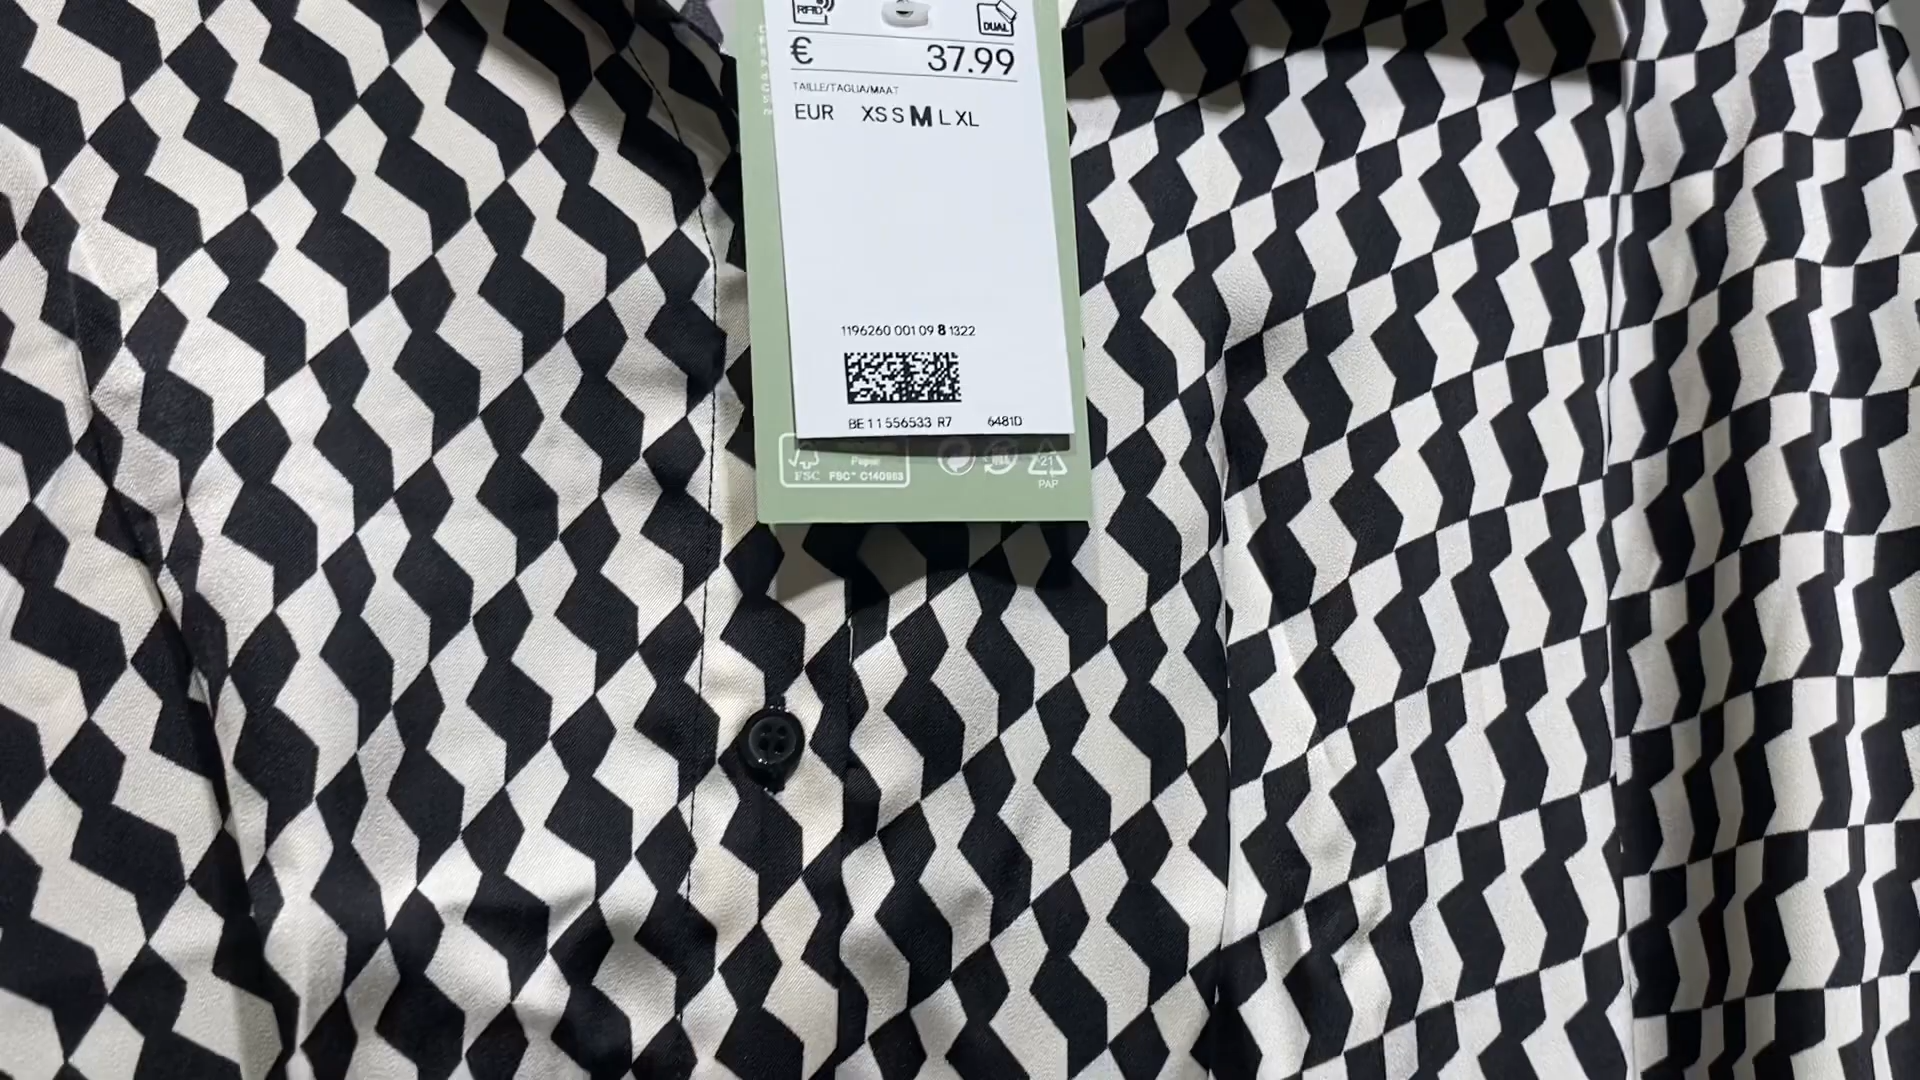 RFID
DUAL
€ 37.99
TAILLE/TAGLIA/MAAT
EUR XS S M L XL
1196260 001 09 8 1322
BE 11 556533 R7 6481D
Paper
FSC FSC® C140983
21
PAP